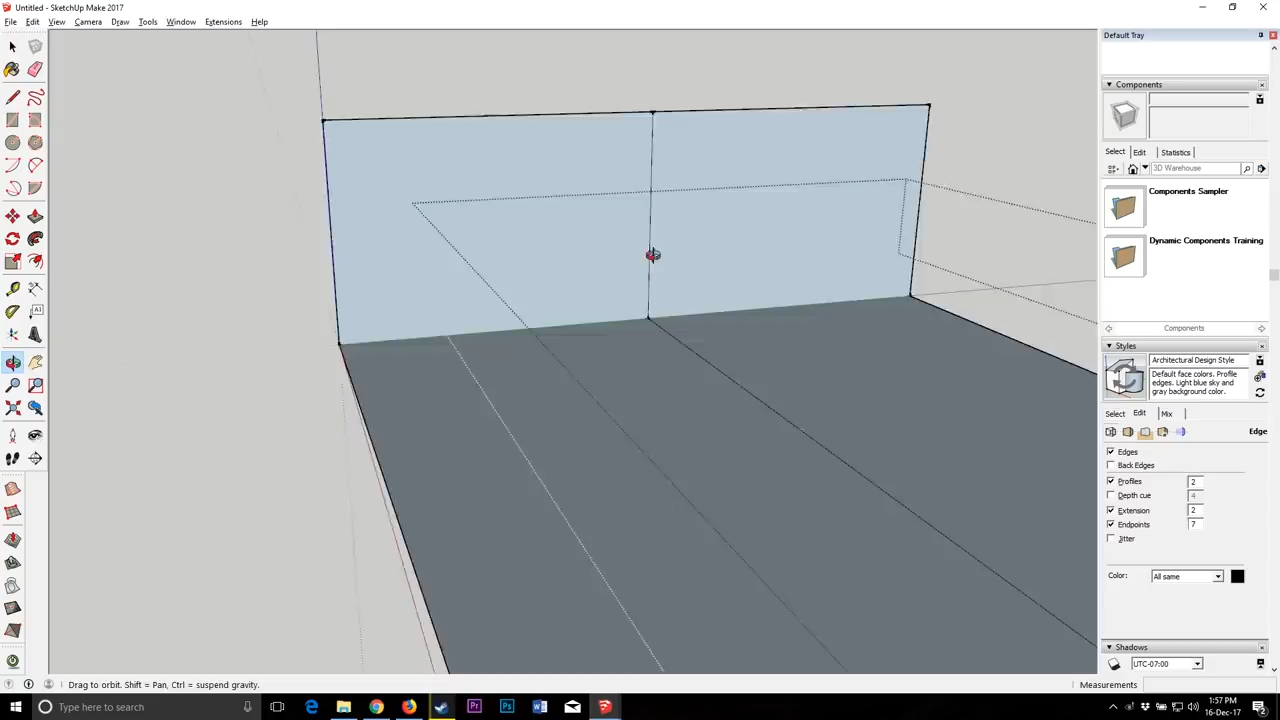 Untitled - SketchUp Make 2017
File Edit View Camera Draw Tools Window Extensions Help
Default Tray
Components
Select Edit Statistics
3D Warehouse
Components Sampler
Dynamic Components Training
Components
Styles
Architectural Design Style
Default face colors. Profile
edges. Light blue sky and
gray background color.
Select Edit Mix
Edge
Edges
Back Edges
Profiles 2
Depth cue 4
Extension 2
Endpoints 7
Jitter
Color: All same
Shadows
UTC-07:00
Drag to orbit. Shift = Pan, Ctrl = suspend gravity.
Measurements
Type here to search
1:57 PM
16-Dec-17